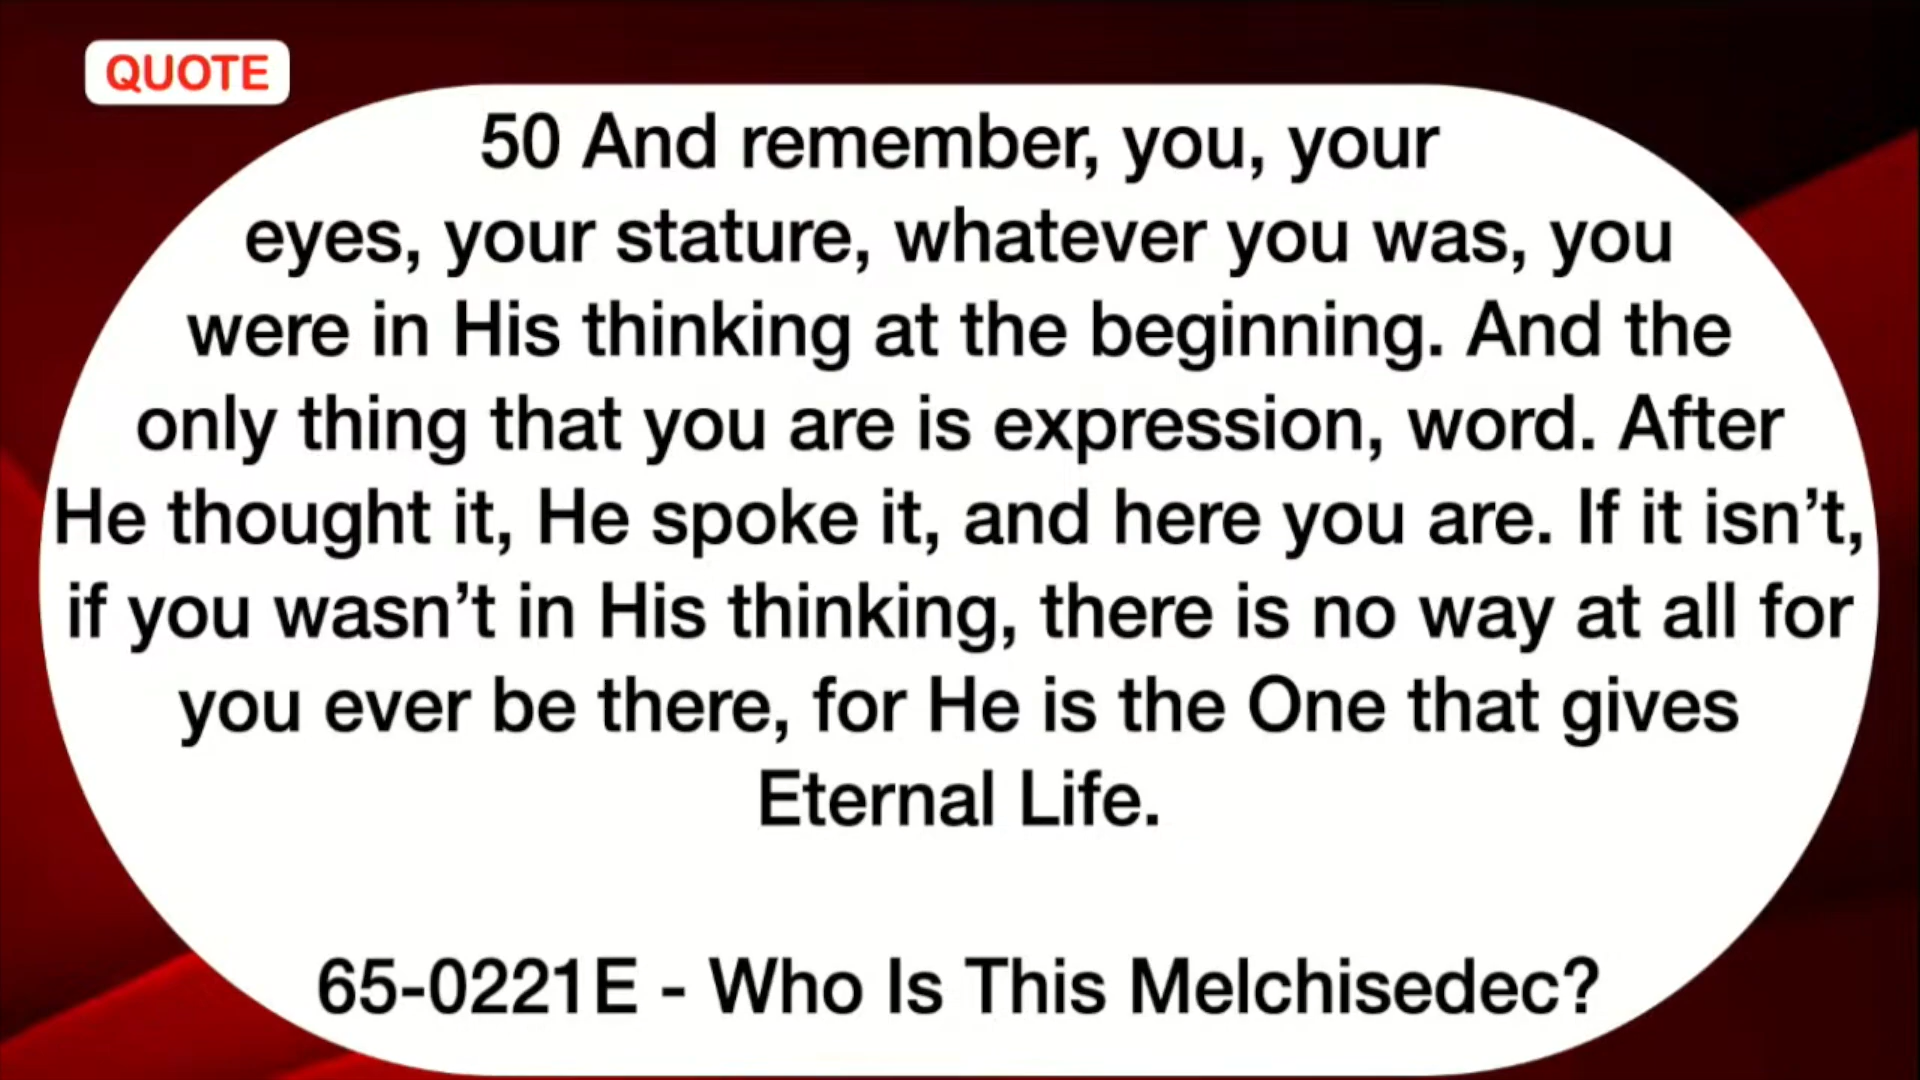 QUOTE
50 And remember, you, your
eyes, your stature, whatever you was, you
were in His thinking at the beginning. And the
only thing that you are is expression, word. After
He thought it, He spoke it, and here you are. If it isn’t,
if you wasn’t in His thinking, there is no way at all for
you ever be there, for He is the One that gives
Eternal Life.
65-0221E - Who Is This Melchisedec?